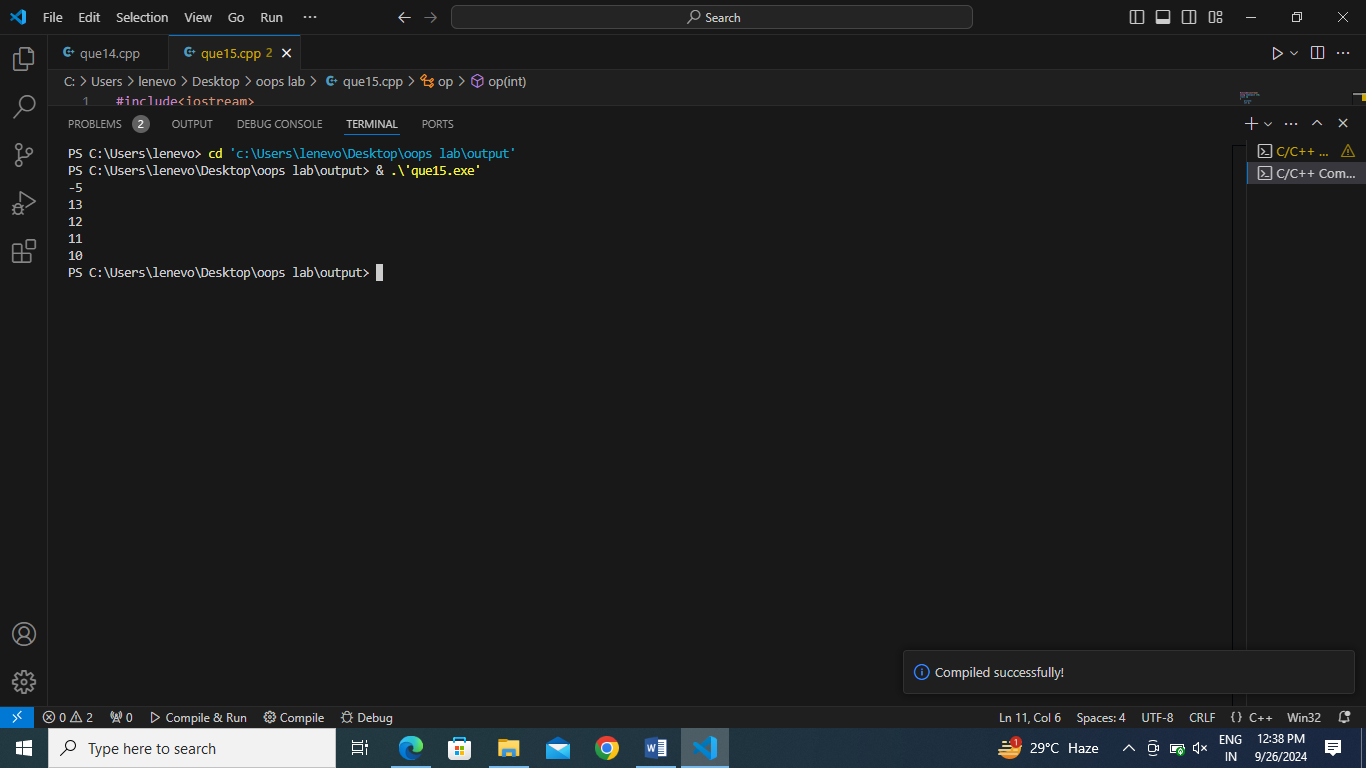 File Edit Selection View Go Run ··· Search
que14.cpp que15.cpp 2
C: > Users > lenevo > Desktop > oops lab > que15.cpp > op > op(int)
1 #include<iostream>
PROBLEMS 2 OUTPUT DEBUG CONSOLE TERMINAL PORTS
PS C:\Users\lenevo> cd 'c:\Users\lenevo\Desktop\oops lab\output'
PS C:\Users\lenevo\Desktop\oops lab\output> & .\'que15.exe'
-5
13
12
11
10
PS C:\Users\lenevo\Desktop\oops lab\output>
C/C++ ...
C/C++ Com...
Compiled successfully!
0 2 0 Compile & Run Compile Debug Ln 11, Col 6 Spaces: 4 UTF-8 CRLF {} C++ Win32
Type here to search 1 29°C Haze ENG IN 12:38 PM 9/26/2024